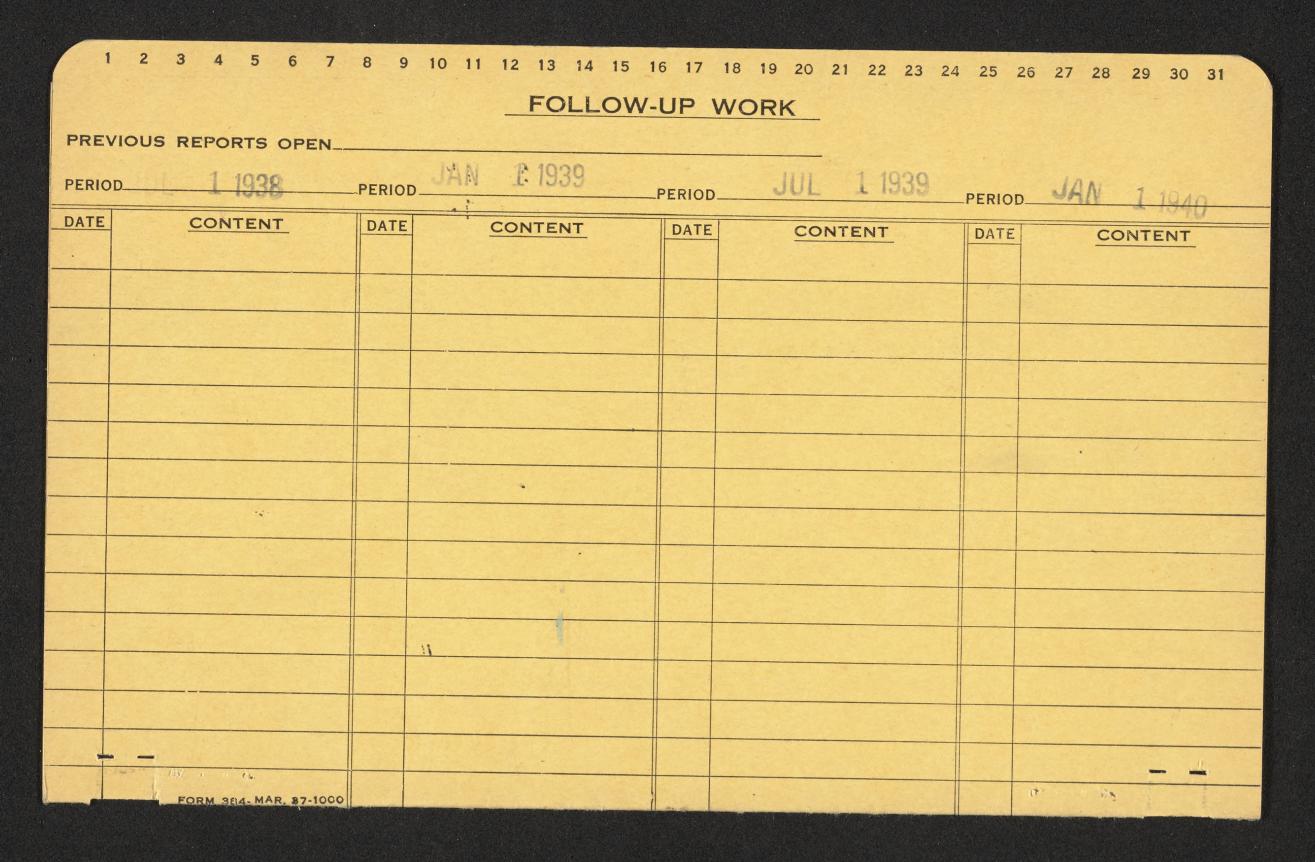 1 2 3 4 5 6 7 8 9 10 11 12 13 14 15 16 17 18 19 20 21 22 23 24 25 26 27 28 29 30 31
FOLLOW-UP WORK
PREVIOUS REPORTS OPEN
PERIOD JUL 1 1938 PERIOD JAN 1 1939 PERIOD JUL 1 1939 PERIOD JAN 1 1940
DATE CONTENT DATE CONTENT DATE CONTENT DATE CONTENT
FORM 384-MAR. 37-1000